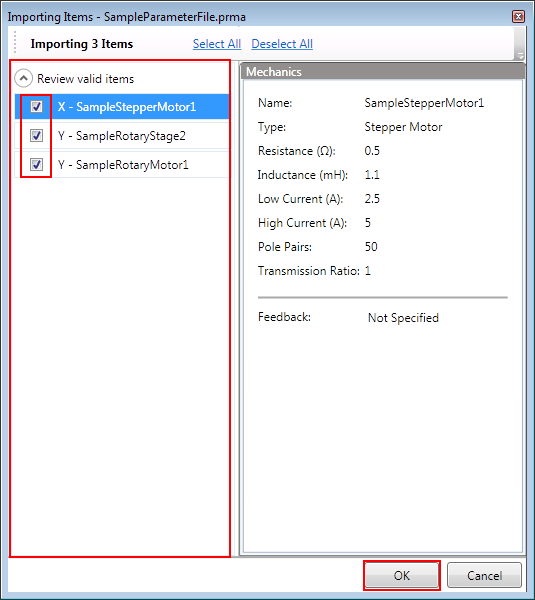 Importing Items - SampleParameterFile.prma
Importing 3 Items Select All Deselect All
Review valid items
X - SampleStepperMotor1
Y - SampleRotaryStage2
Y - SampleRotaryMotor1
Mechanics
Name: SampleStepperMotor1
Type: Stepper Motor
Resistance (Ω): 0.5
Inductance (mH): 1.1
Low Current (A): 2.5
High Current (A): 5
Pole Pairs: 50
Transmission Ratio: 1
Feedback: Not Specified
OK Cancel